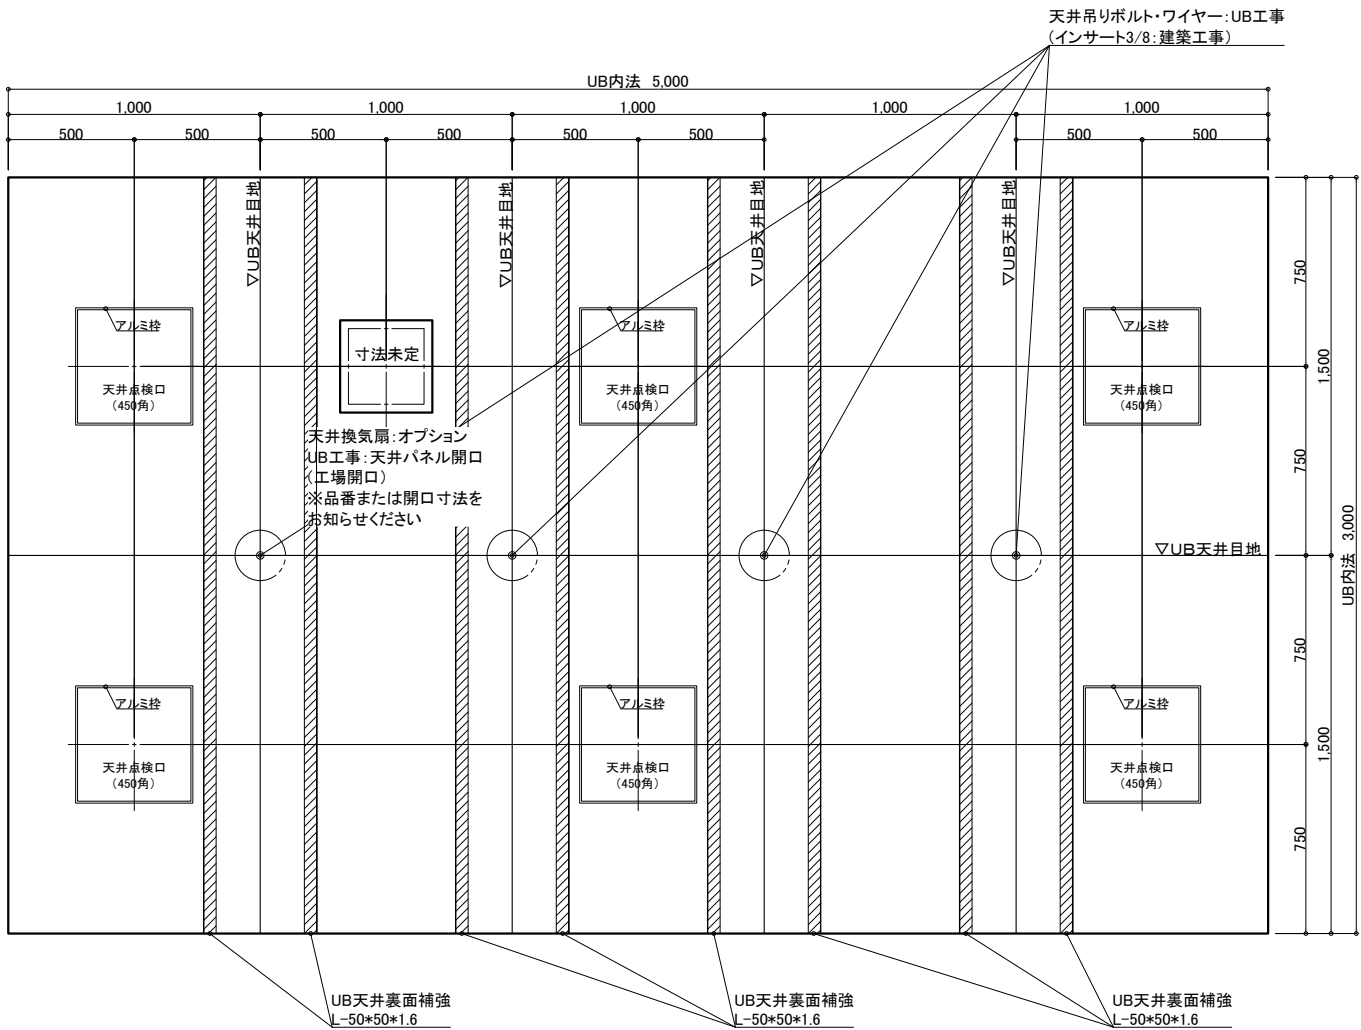 天井吊りボルト・ワイヤー：UB工事
(インサート3/8：建築工事)
UB内法 5,000
1,000 1,000 1,000 1,000 1,000
500 500 500 500 500 500 500 500
▽UB天井目地
▽UB天井目地
▽UB天井目地
▽UB天井目地
750
1,500
アルミ枠
天井点検口
(450角)
寸法未定
アルミ枠
天井点検口
(450角)
アルミ枠
天井点検口
(450角)
天井換気扇：オプション
UB工事：天井パネル開口
(工場開口)
※品番または開口寸法を
お知らせください
750
▽UB天井目地
UB内法 3,000
750
アルミ枠
天井点検口
(450角)
アルミ枠
天井点検口
(450角)
アルミ枠
天井点検口
(450角)
1,500
750
UB天井裏面補強
L-50*50*1.6
UB天井裏面補強
L-50*50*1.6
UB天井裏面補強
L-50*50*1.6